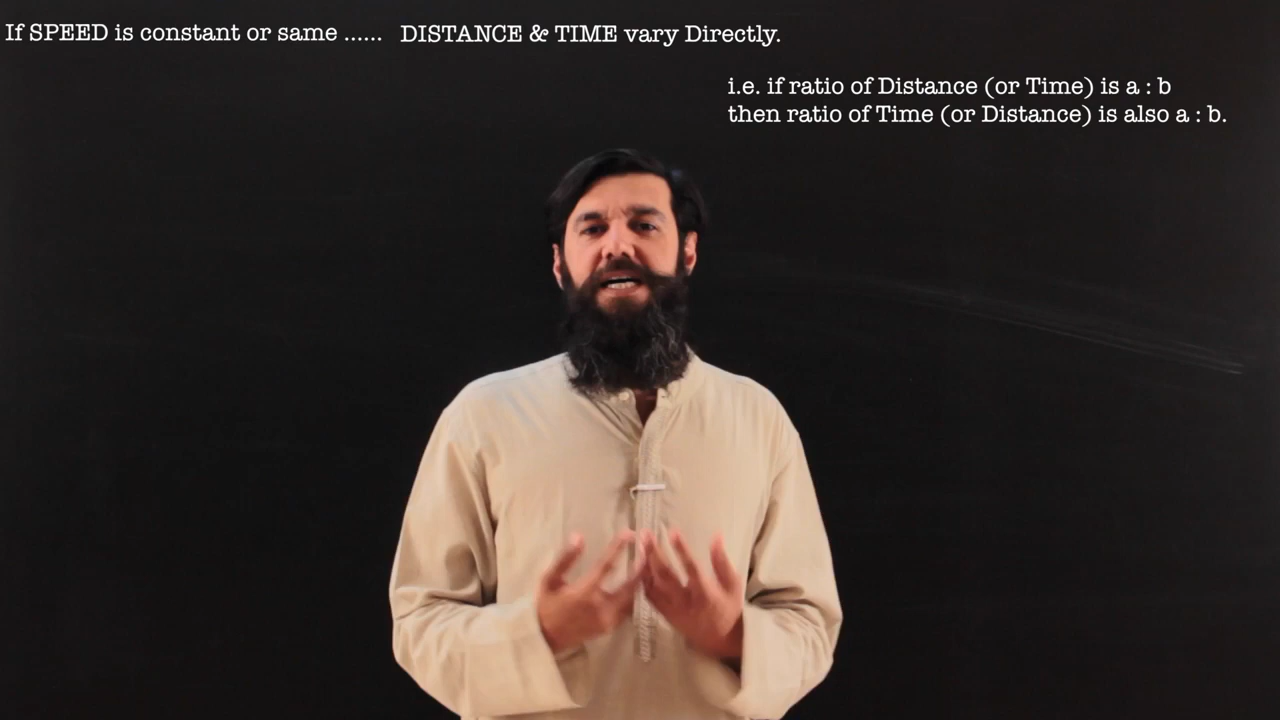 If SPEED is constant or same ...... DISTANCE & TIME vary Directly.
i.e. if ratio of Distance (or Time) is a : b
then ratio of Time (or Distance) is also a : b.